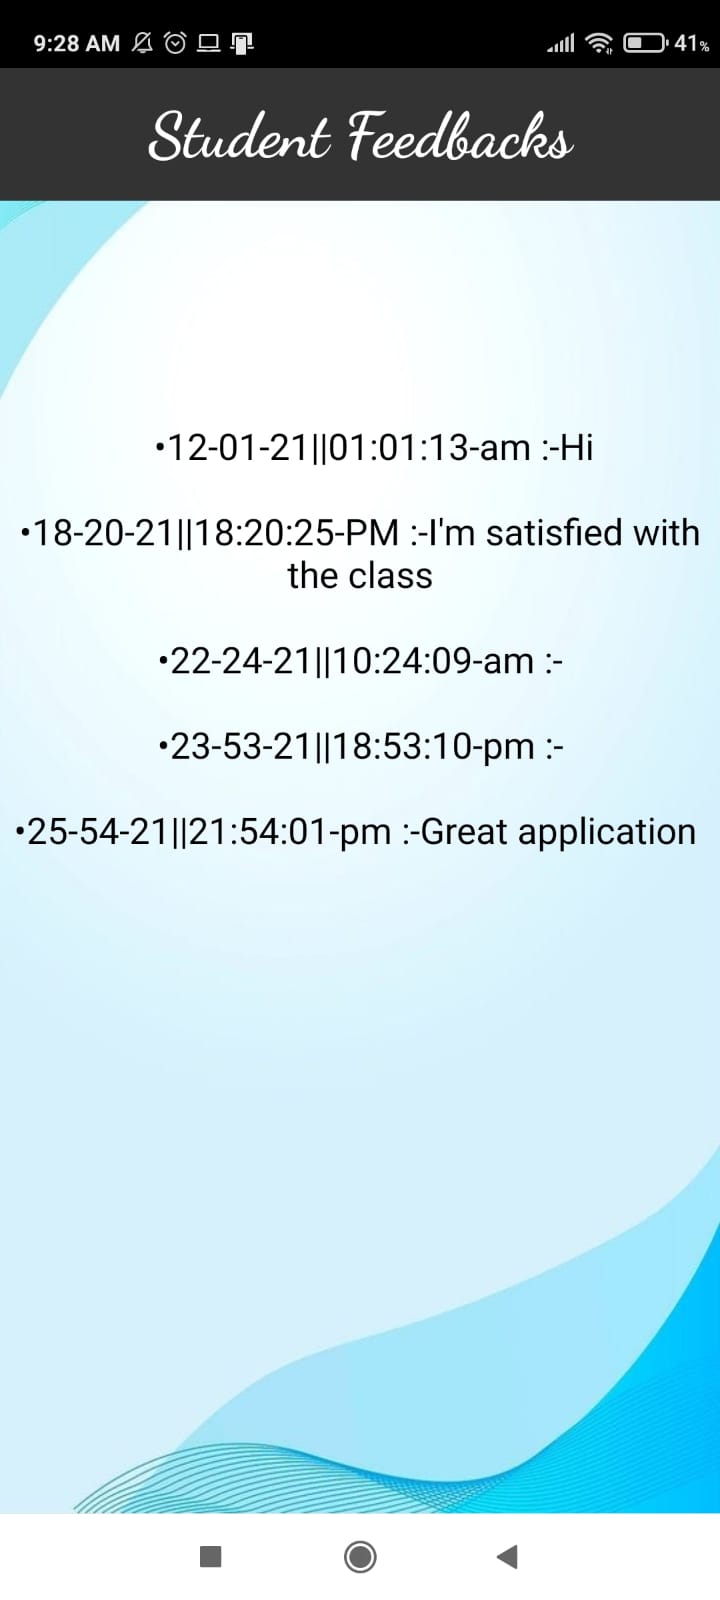 9:28 AM
41%
Student Feedbacks
•12-01-21||01:01:13-am :-Hi
•18-20-21||18:20:25-PM :-I'm satisfied with
the class
•22-24-21||10:24:09-am :-
•23-53-21||18:53:10-pm :-
•25-54-21||21:54:01-pm :-Great application